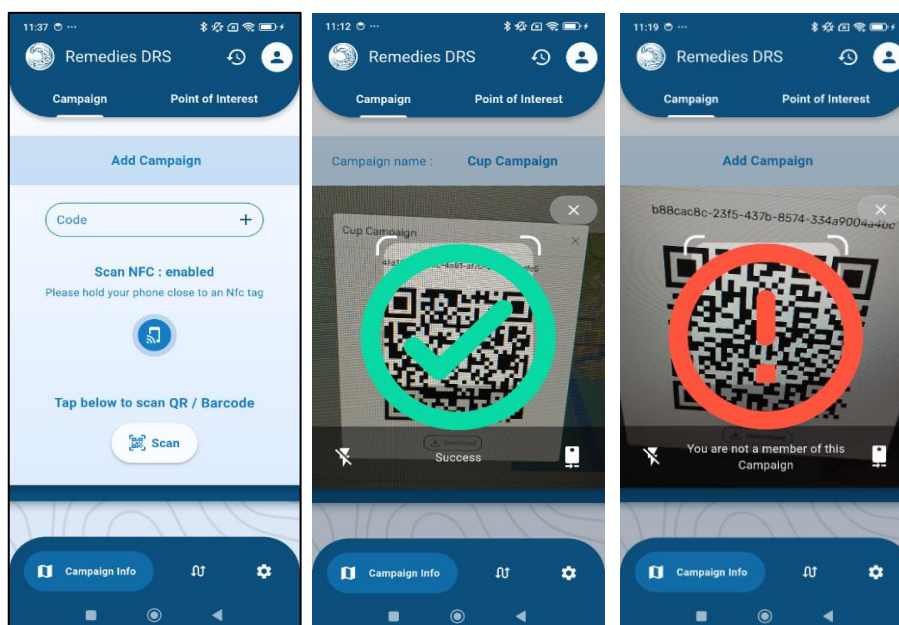 11:37
Remedies DRS
Campaign Point of Interest
Add Campaign
Code
Scan NFC : enabled
Please hold your phone close to an Nfc tag
Tap below to scan QR / Barcode
Scan
Campaign Info
11:12
Remedies DRS
Campaign Point of Interest
Campaign name : Cup Campaign
Cup Campaign
Download
Success
Campaign Info
11:19
Remedies DRS
Campaign Point of Interest
Add Campaign
b88cac8c-23f5-437b-8574-334a9004a4bc
You are not a member of this
Campaign
Campaign Info